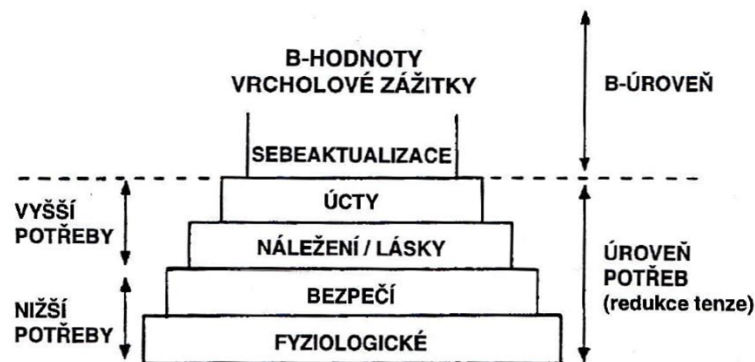 B-HODNOTY
VRCHOLOVÉ ZÁŽITKY
B-ÚROVEŇ
SEBEAKTUALIZACE
VYŠŠÍ
POTŘEBY
ÚCTY
NÁLEŽENÍ / LÁSKY
ÚROVEŇ
POTŘEB
(redukce tenze)
NIŽŠÍ
POTŘEBY
BEZPEČÍ
FYZIOLOGICKÉ